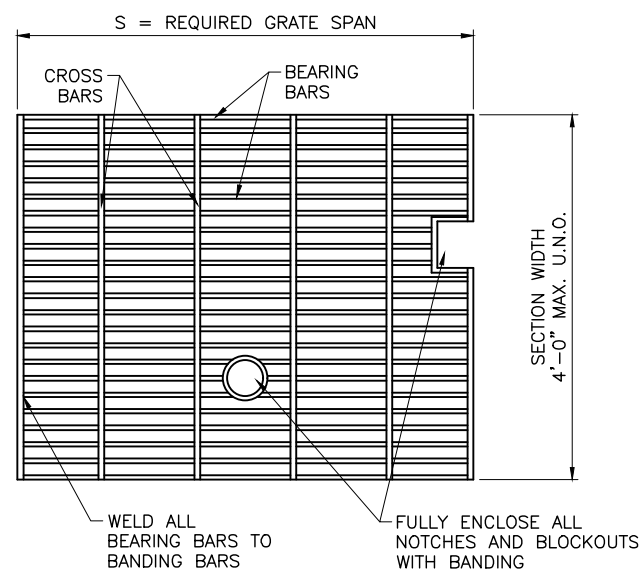 S = REQUIRED GRATE SPAN
CROSS
BARS
BEARING
BARS
SECTION WIDTH
4'-0" MAX. U.N.O.
WELD ALL
BEARING BARS TO
BANDING BARS
FULLY ENCLOSE ALL
NOTCHES AND BLOCKOUTS
WITH BANDING